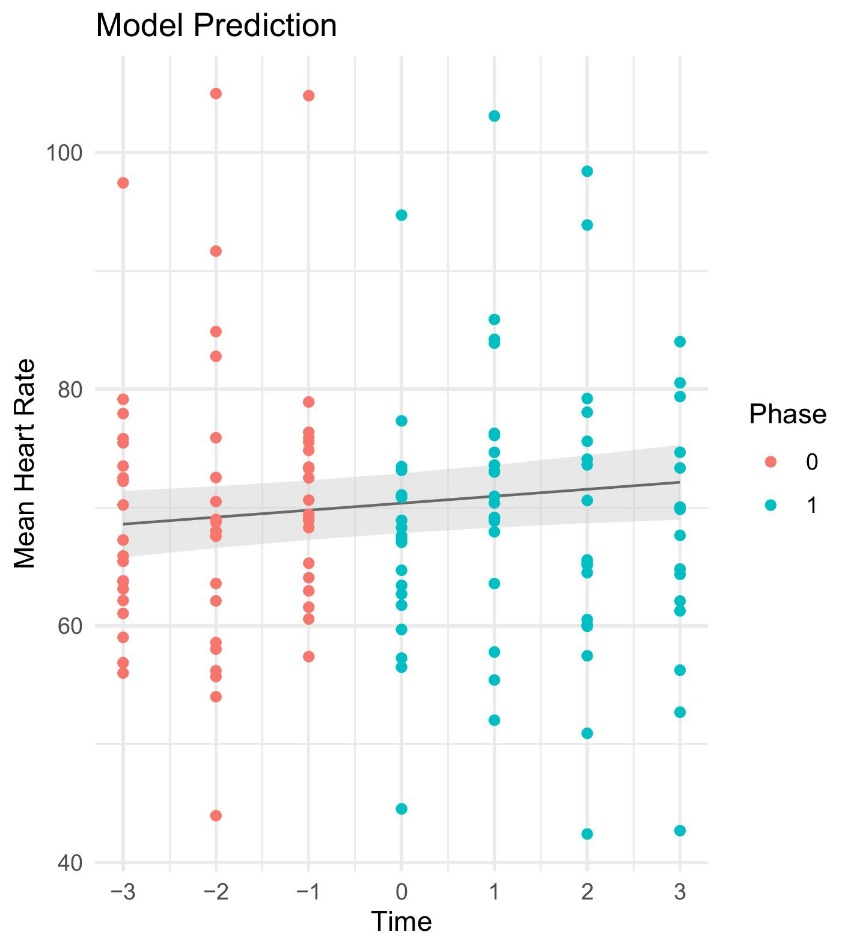 Model Prediction
100
80
60
40
Mean Heart Rate
−3 −2 −1 0 1 2 3
Time
Phase
0
1